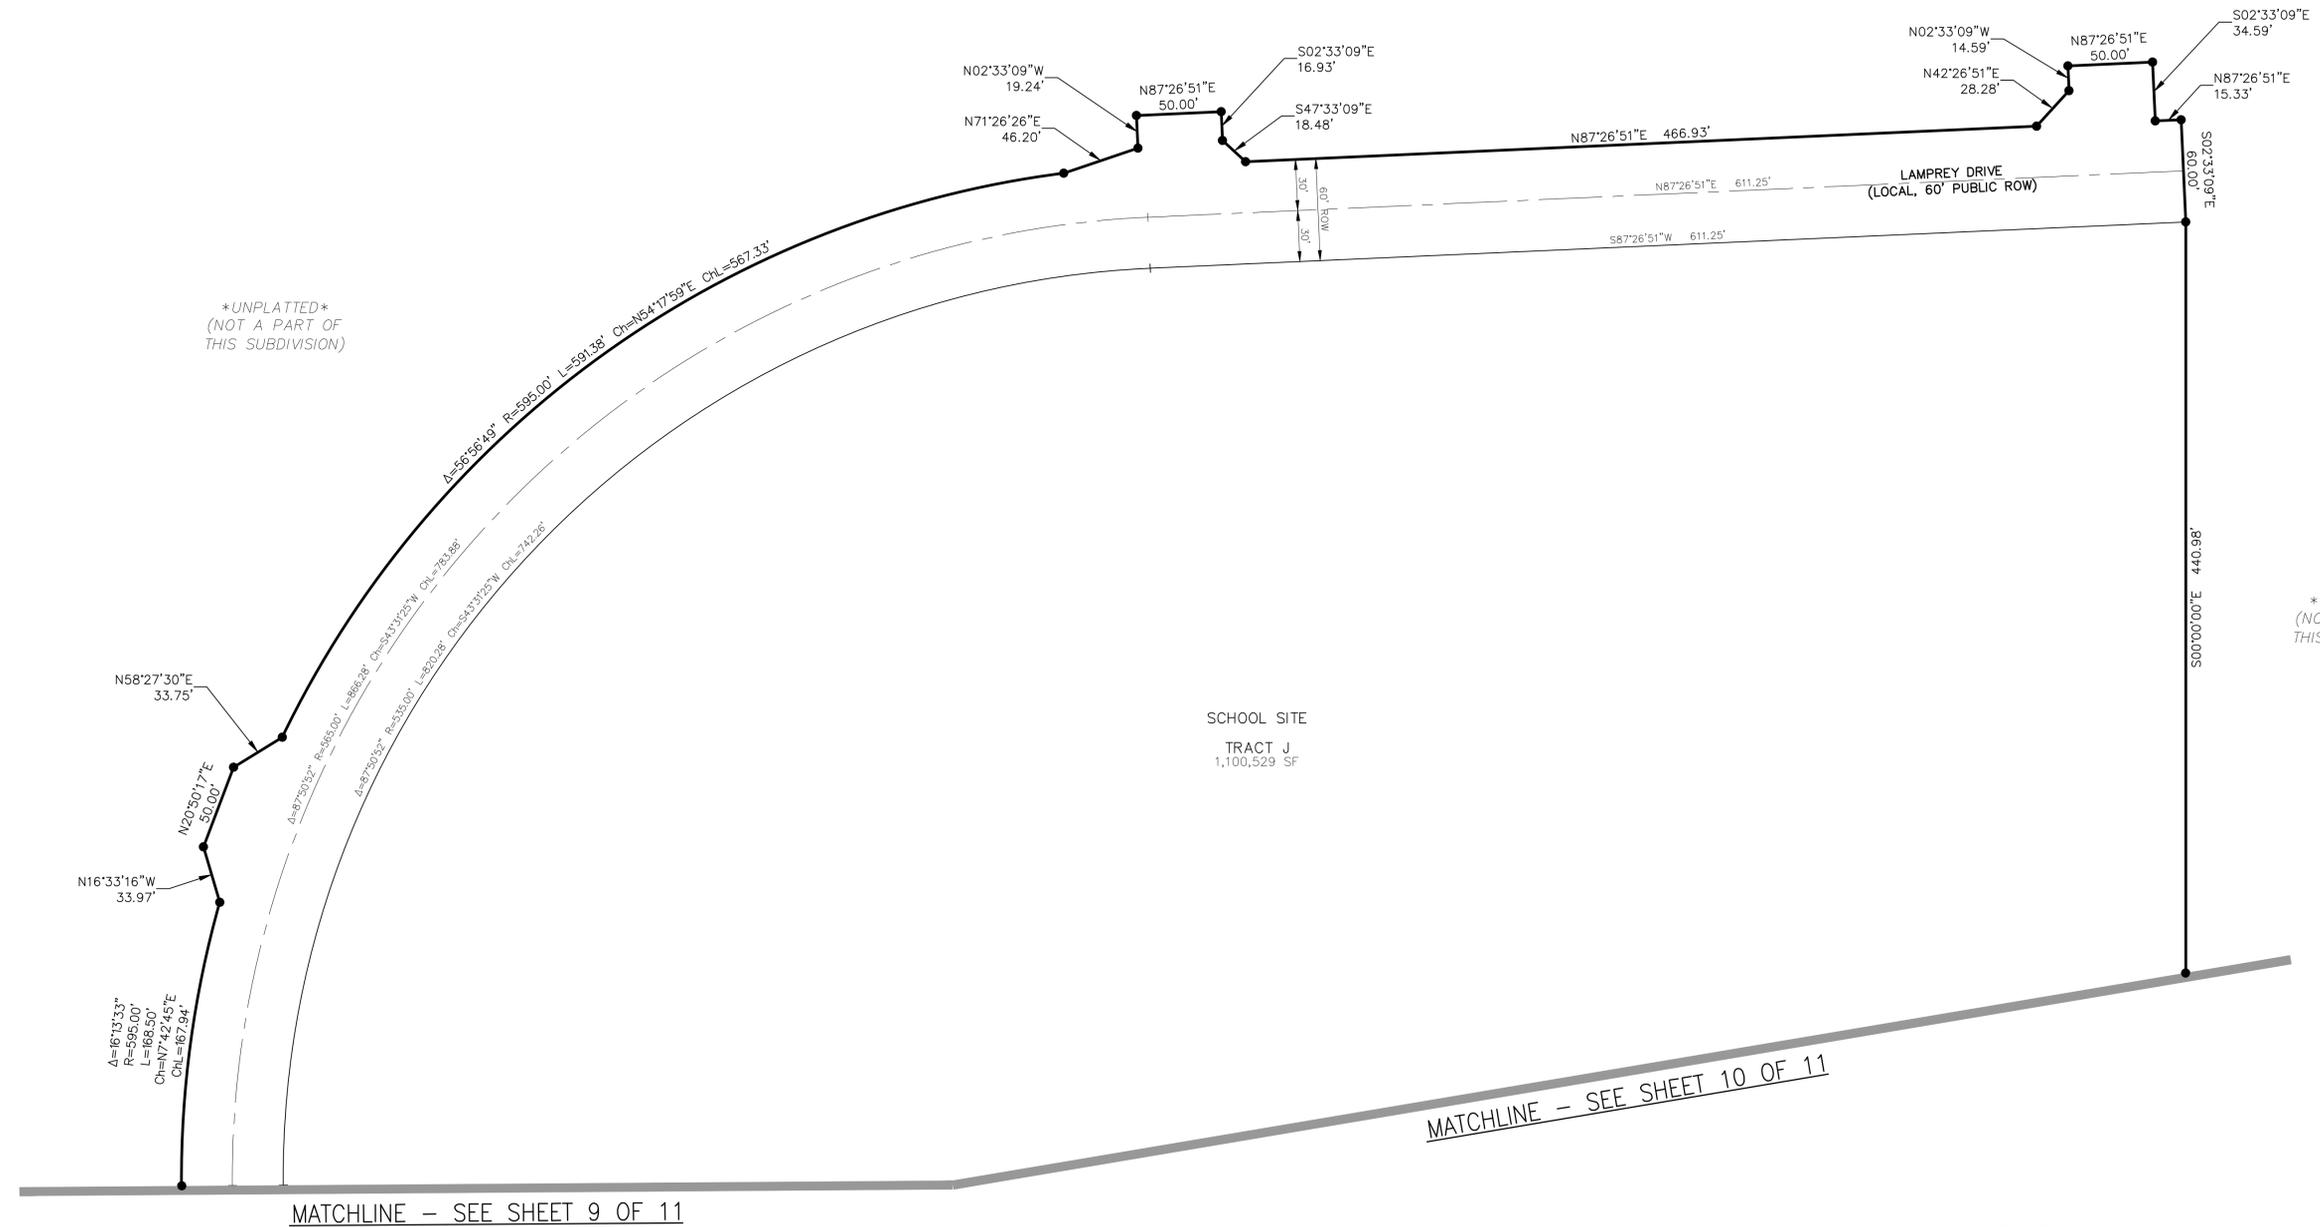 S02°33'09"E
34.59'
N02°33'09"W
14.59'
N87°26'51"E
50.00'
N42°26'51"E
28.28'
N87°26'51"E
15.33'
S02°33'09"E
16.93'
N02°33'09"W
19.24'
N87°26'51"E
50.00'
S47°33'09"E
18.48'
N71°26'26"E
46.20'
N87°26'51"E 466.93'
S02°33'09"E
60.00'
LAMPREY DRIVE
(LOCAL, 60' PUBLIC ROW)
N87°26'51"E 611.25'
30'
60' ROW
30'
S87°26'51"W 611.25'
Δ=56°56'49" R=595.00' L=591.38' Ch=N54°17'59"E ChL=567.33'
*UNPLATTED*
(NOT A PART OF
THIS SUBDIVISION)
Δ=87°50'52" R=565.00' L=866.28' Ch=S43°31'25"W ChL=783.88'
Δ=87°50'52" R=535.00' L=820.28' Ch=S43°31'25"W ChL=742.26'
S00°00'00"E 440.98'
*
(NO
THIS
N58°27'30"E
33.75'
SCHOOL SITE
TRACT J
1,100,529 SF
N20°50'17"E
50.00'
N16°33'16"W
33.97'
Δ=16°13'33"
R=595.00'
L=168.50'
Ch=N7°42'45"E
ChL=167.94'
MATCHLINE – SEE SHEET 10 OF 11
MATCHLINE – SEE SHEET 9 OF 11